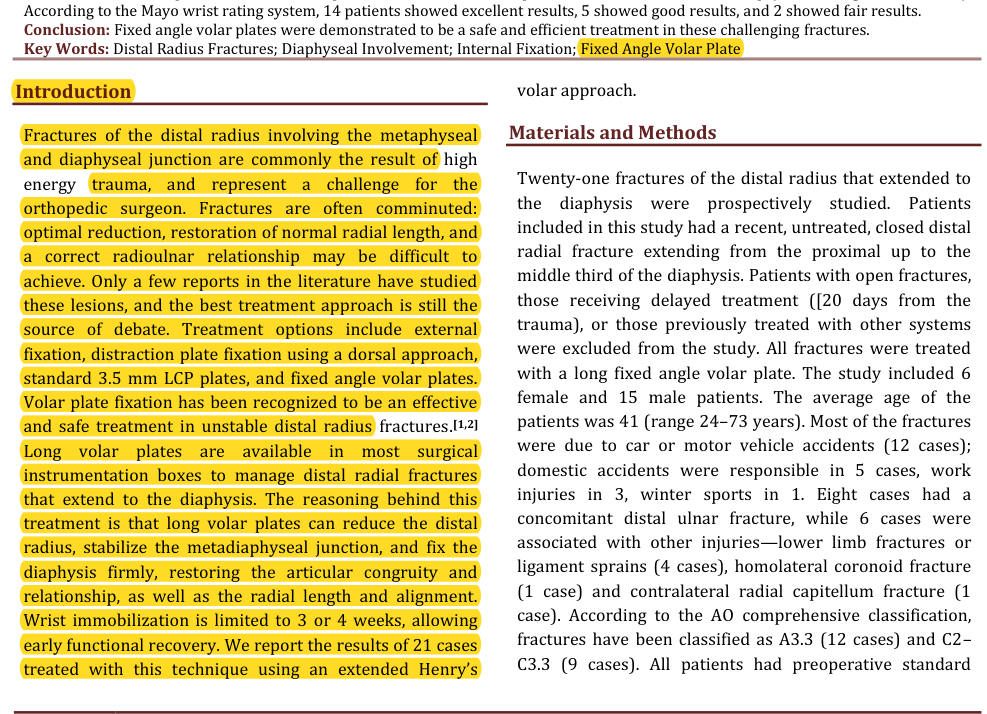 According to the Mayo wrist rating system, 14 patients showed excellent results, 5 showed good results, and 2 showed fair results.
Conclusion: Fixed angle volar plates were demonstrated to be a safe and efficient treatment in these challenging fractures.
Key Words: Distal Radius Fractures; Diaphyseal Involvement; Internal Fixation; Fixed Angle Volar Plate
Introduction
Fractures of the distal radius involving the metaphyseal
and diaphyseal junction are commonly the result of high
energy trauma, and represent a challenge for the
orthopedic surgeon. Fractures are often comminuted:
optimal reduction, restoration of normal radial length, and
a correct radioulnar relationship may be difficult to
achieve. Only a few reports in the literature have studied
these lesions, and the best treatment approach is still the
source of debate. Treatment options include external
fixation, distraction plate fixation using a dorsal approach,
standard 3.5 mm LCP plates, and fixed angle volar plates.
Volar plate fixation has been recognized to be an effective
and safe treatment in unstable distal radius fractures.[1,2]
Long volar plates are available in most surgical
instrumentation boxes to manage distal radial fractures
that extend to the diaphysis. The reasoning behind this
treatment is that long volar plates can reduce the distal
radius, stabilize the metadiaphyseal junction, and fix the
diaphysis firmly, restoring the articular congruity and
relationship, as well as the radial length and alignment.
Wrist immobilization is limited to 3 or 4 weeks, allowing
early functional recovery. We report the results of 21 cases
treated with this technique using an extended Henry's
volar approach.
Materials and Methods
Twenty-one fractures of the distal radius that extended to
the diaphysis were prospectively studied. Patients
included in this study had a recent, untreated, closed distal
radial fracture extending from the proximal up to the
middle third of the diaphysis. Patients with open fractures,
those receiving delayed treatment ([20 days from the
trauma), or those previously treated with other systems
were excluded from the study. All fractures were treated
with a long fixed angle volar plate. The study included 6
female and 15 male patients. The average age of the
patients was 41 (range 24–73 years). Most of the fractures
were due to car or motor vehicle accidents (12 cases);
domestic accidents were responsible in 5 cases, work
injuries in 3, winter sports in 1. Eight cases had a
concomitant distal ulnar fracture, while 6 cases were
associated with other injuries—lower limb fractures or
ligament sprains (4 cases), homolateral coronoid fracture
(1 case) and contralateral radial capitellum fracture (1
case). According to the AO comprehensive classification,
fractures have been classified as A3.3 (12 cases) and C2–
C3.3 (9 cases). All patients had preoperative standard